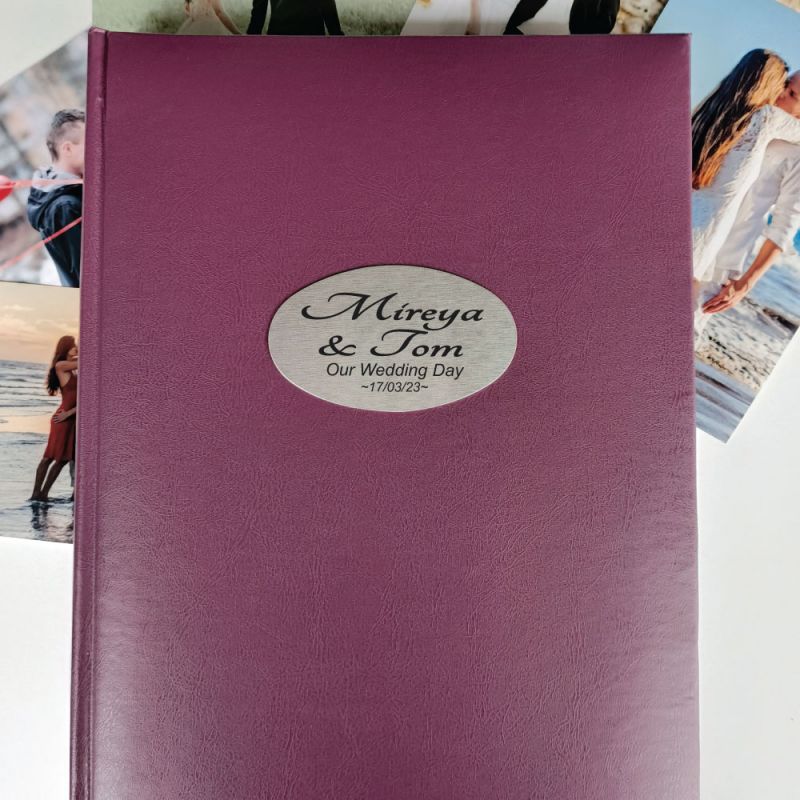 Mireya
& Tom
Our Wedding Day
~17/03/23~